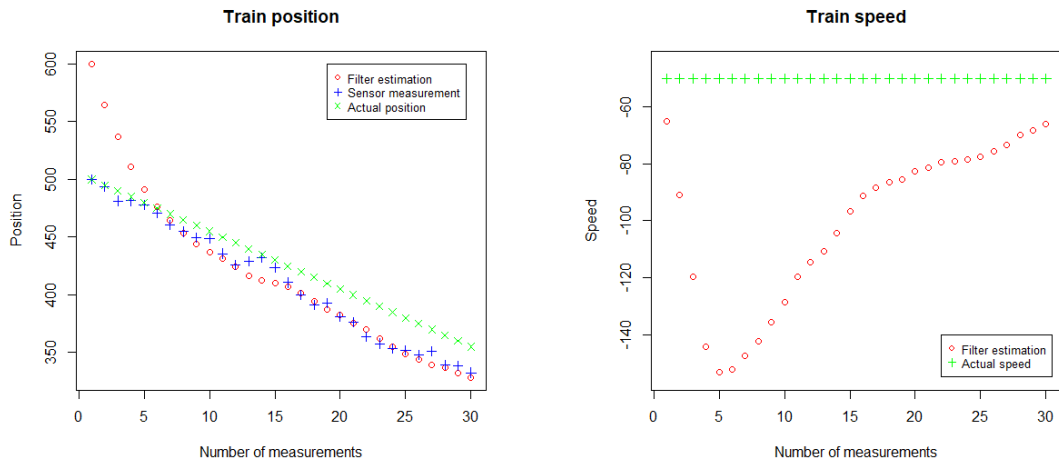 Train position
600
550
500
450
400
350
Position
Filter estimation
Sensor measurement
Actual position
0 5 10 15 20 25 30
Number of measurements
Train speed
-60
-80
-100
-120
-140
Speed
Filter estimation
Actual speed
0 5 10 15 20 25 30
Number of measurements